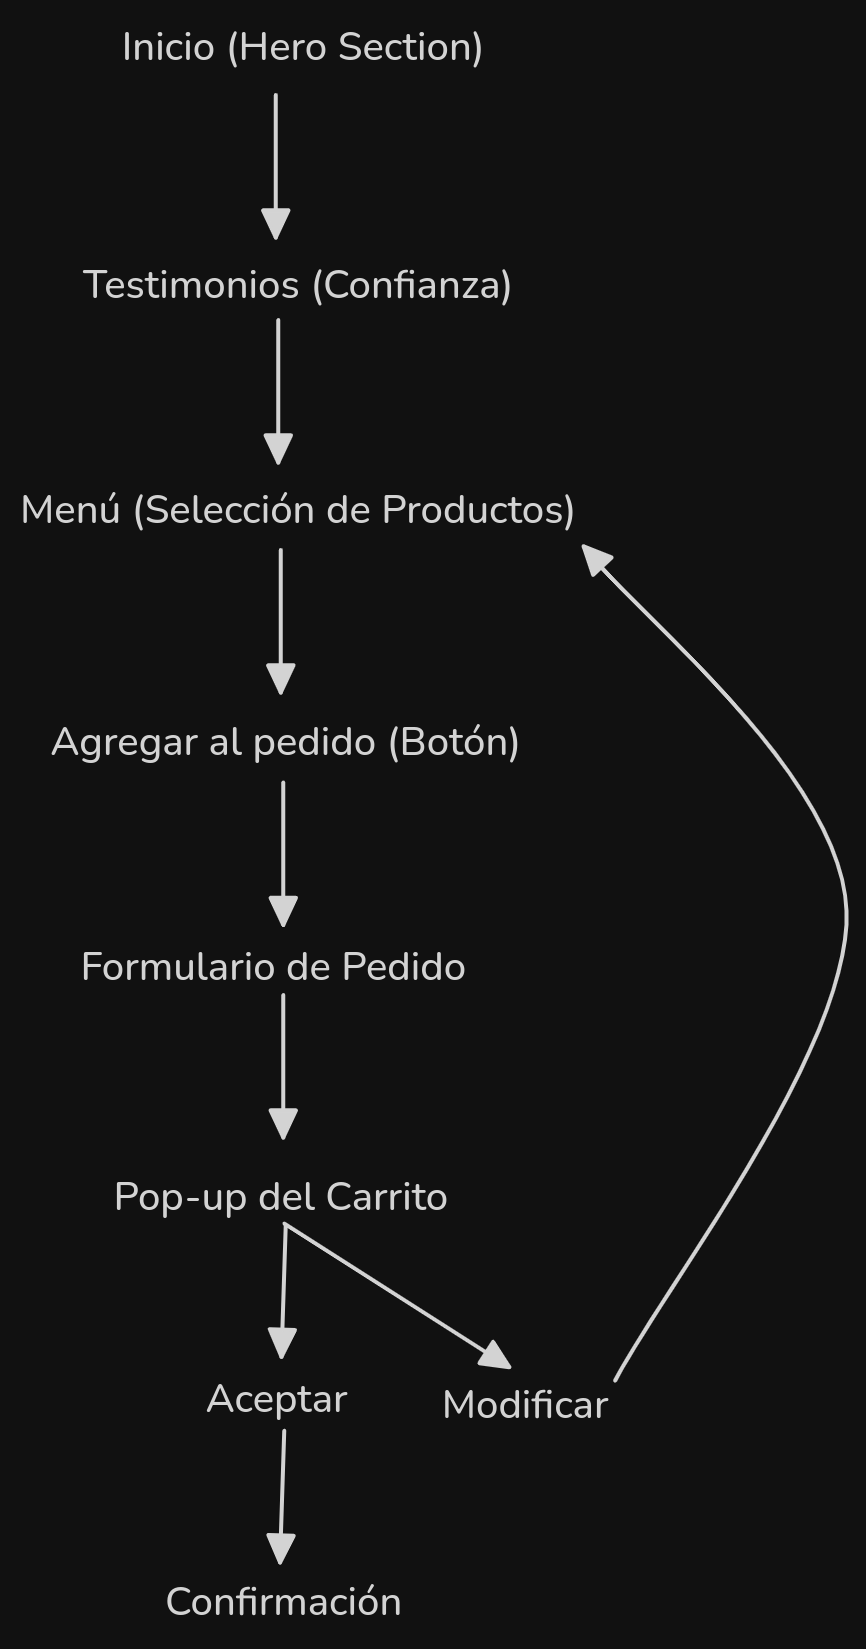 Inicio (Hero Section)
Testimonios (Confianza)
Menú (Selección de Productos)
Agregar al pedido (Botón)
Formulario de Pedido
Pop-up del Carrito
Aceptar
Modificar
Confirmación